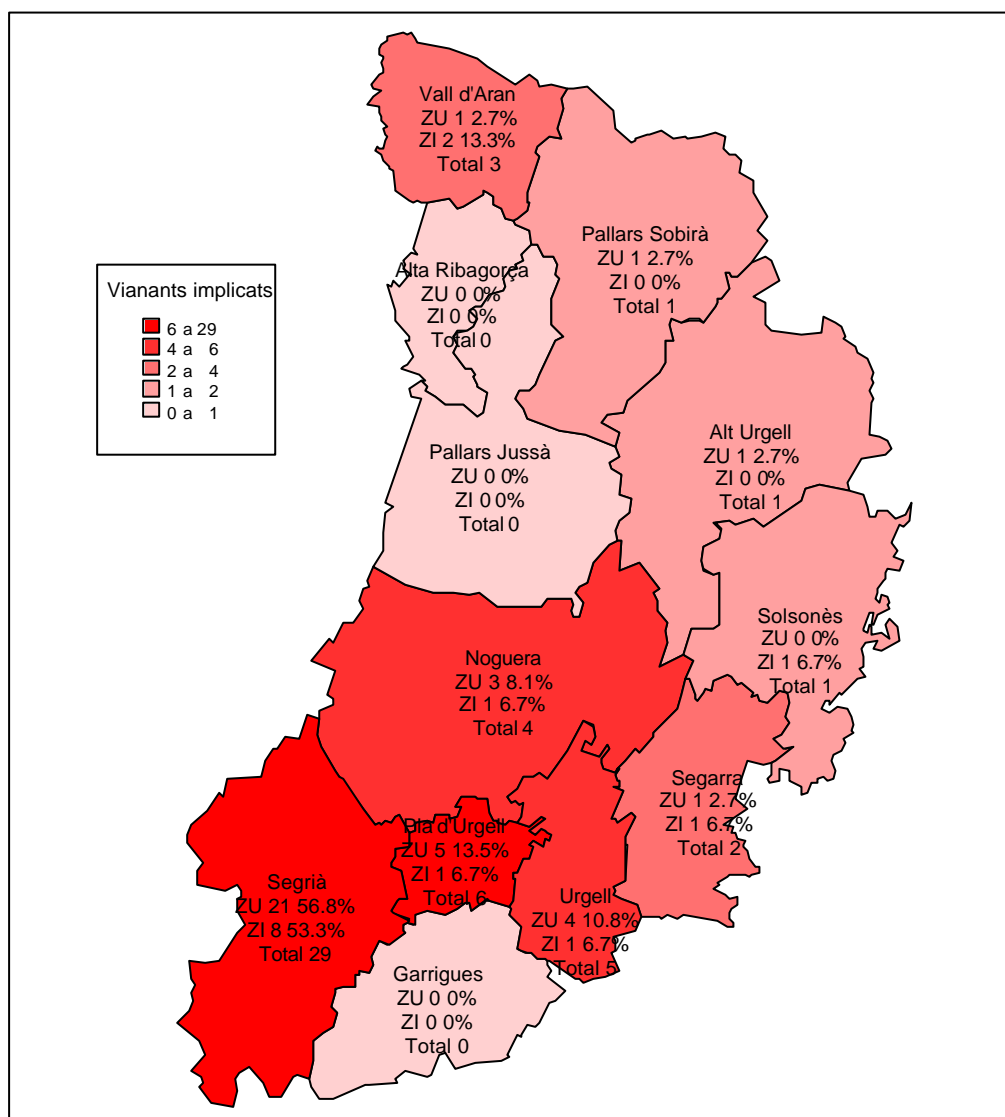 Vall d'Aran
ZU 1 2.7%
ZI 2 13.3%
Total 3
Pallars Sobirà
ZU 1 2.7%
ZI 0 0%
Total 1
Alta Ribagorça
ZU 0 0%
ZI 0 0%
Total 0
Vianants implicats
6 a 29
4 a 6
2 a 4
1 a 2
0 a 1
Alt Urgell
ZU 1 2.7%
ZI 0 0%
Total 1
Pallars Jussà
ZU 0 0%
ZI 0 0%
Total 0
Solsonès
ZU 0 0%
ZI 1 6.7%
Total 1
Noguera
ZU 3 8.1%
ZI 1 6.7%
Total 4
Segarra
ZU 1 2.7%
ZI 1 6.7%
Total 2
Pla d'Urgell
ZU 5 13.5%
ZI 1 6.7%
Total 6
Segrià
ZU 21 56.8%
ZI 8 53.3%
Total 29
Urgell
ZU 4 10.8%
ZI 1 6.7%
Total 5
Garrigues
ZU 0 0%
ZI 0 0%
Total 0